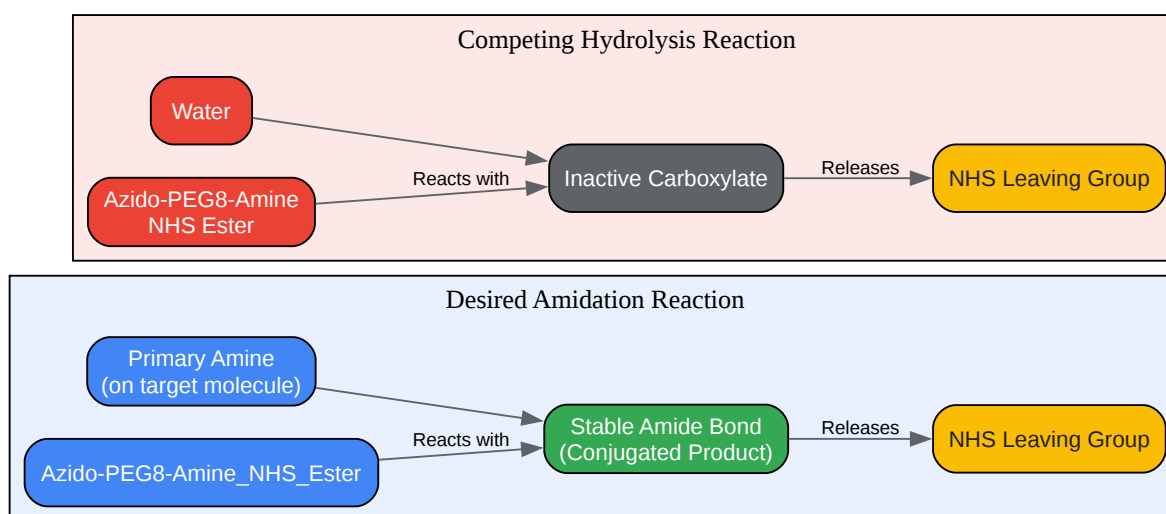 Competing Hydrolysis Reaction
Water
Azido-PEG8-Amine
NHS Ester
Reacts with
Inactive Carboxylate
Releases
NHS Leaving Group
Desired Amidation Reaction
Primary Amine
(on target molecule)
Azido-PEG8-Amine_NHS_Ester
Reacts with
Stable Amide Bond
(Conjugated Product)
Releases
NHS Leaving Group